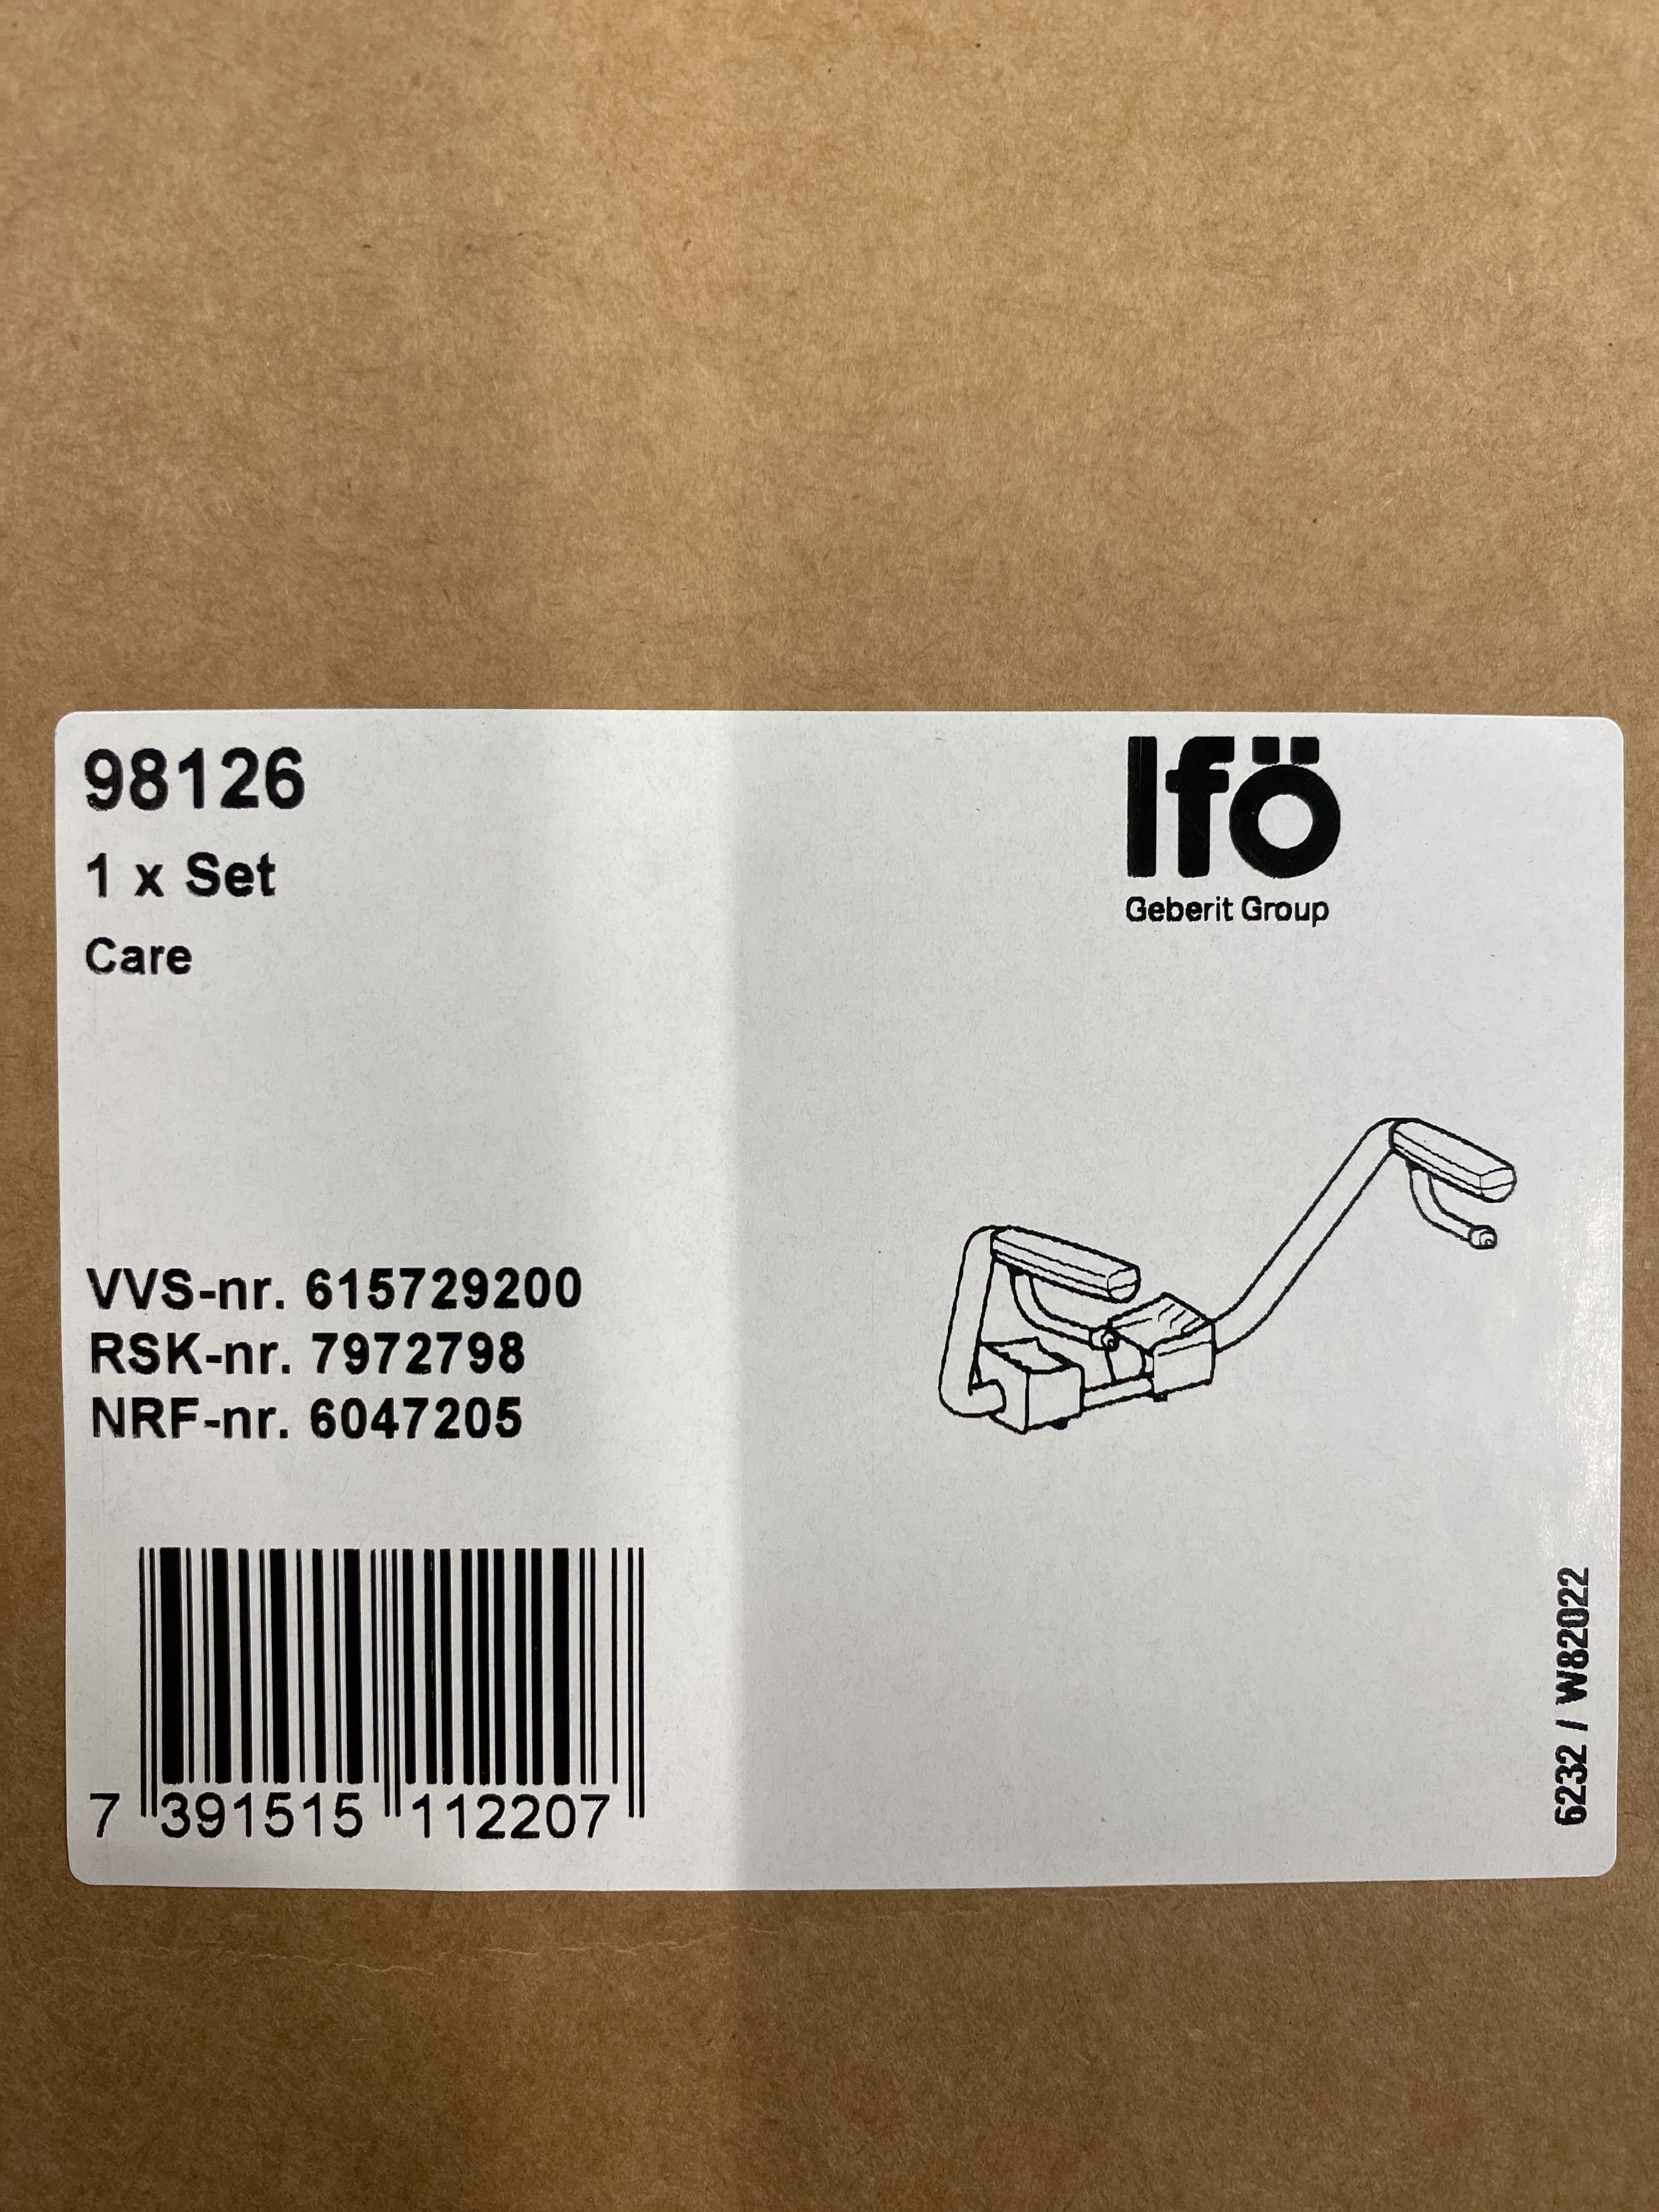 98126
1 x Set
Care
Ifö
Geberit Group
VVS-nr. 615729200
RSK-nr. 7972798
NRF-nr. 6047205
7 391515 112207
6232 / W82022